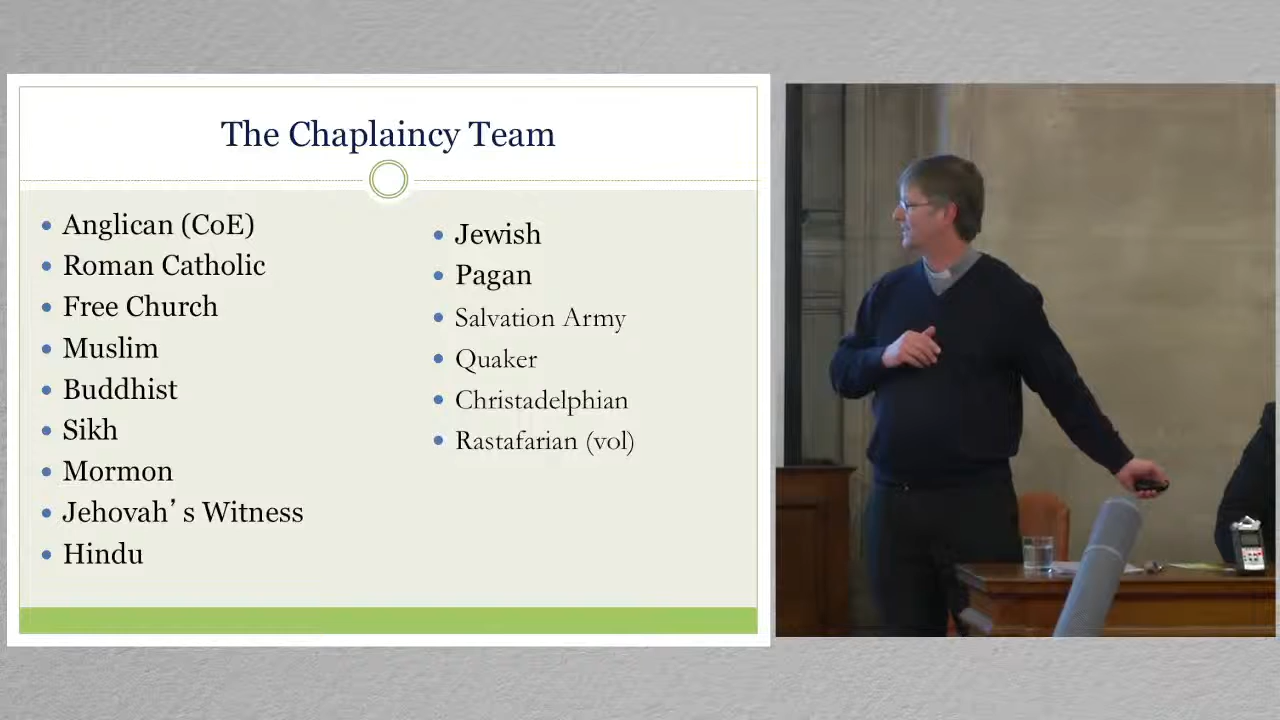 The Chaplaincy Team
Anglican (CoE)
Roman Catholic
Free Church
Muslim
Buddhist
Sikh
Mormon
Jehovah’ s Witness
Hindu
Jewish
Pagan
Salvation Army
Quaker
Christadelphian
Rastafarian (vol)